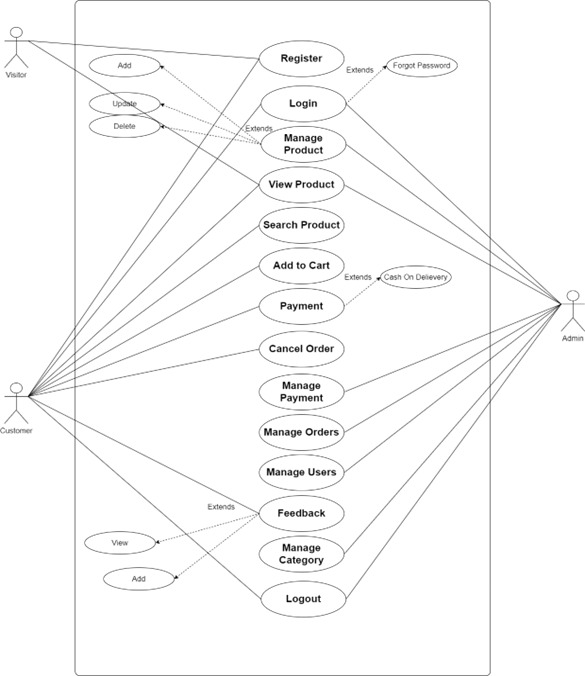 Visitor
Register
Add
Extends
Forgot Password
Update
Login
Delete
Extends
Manage
Product
View Product
Search Product
Add to Cart
Extends
Cash On Delievery
Payment
Admin
Cancel Order
Manage
Payment
Customer
Manage Orders
Manage Users
Extends
Feedback
View
Manage
Category
Add
Logout